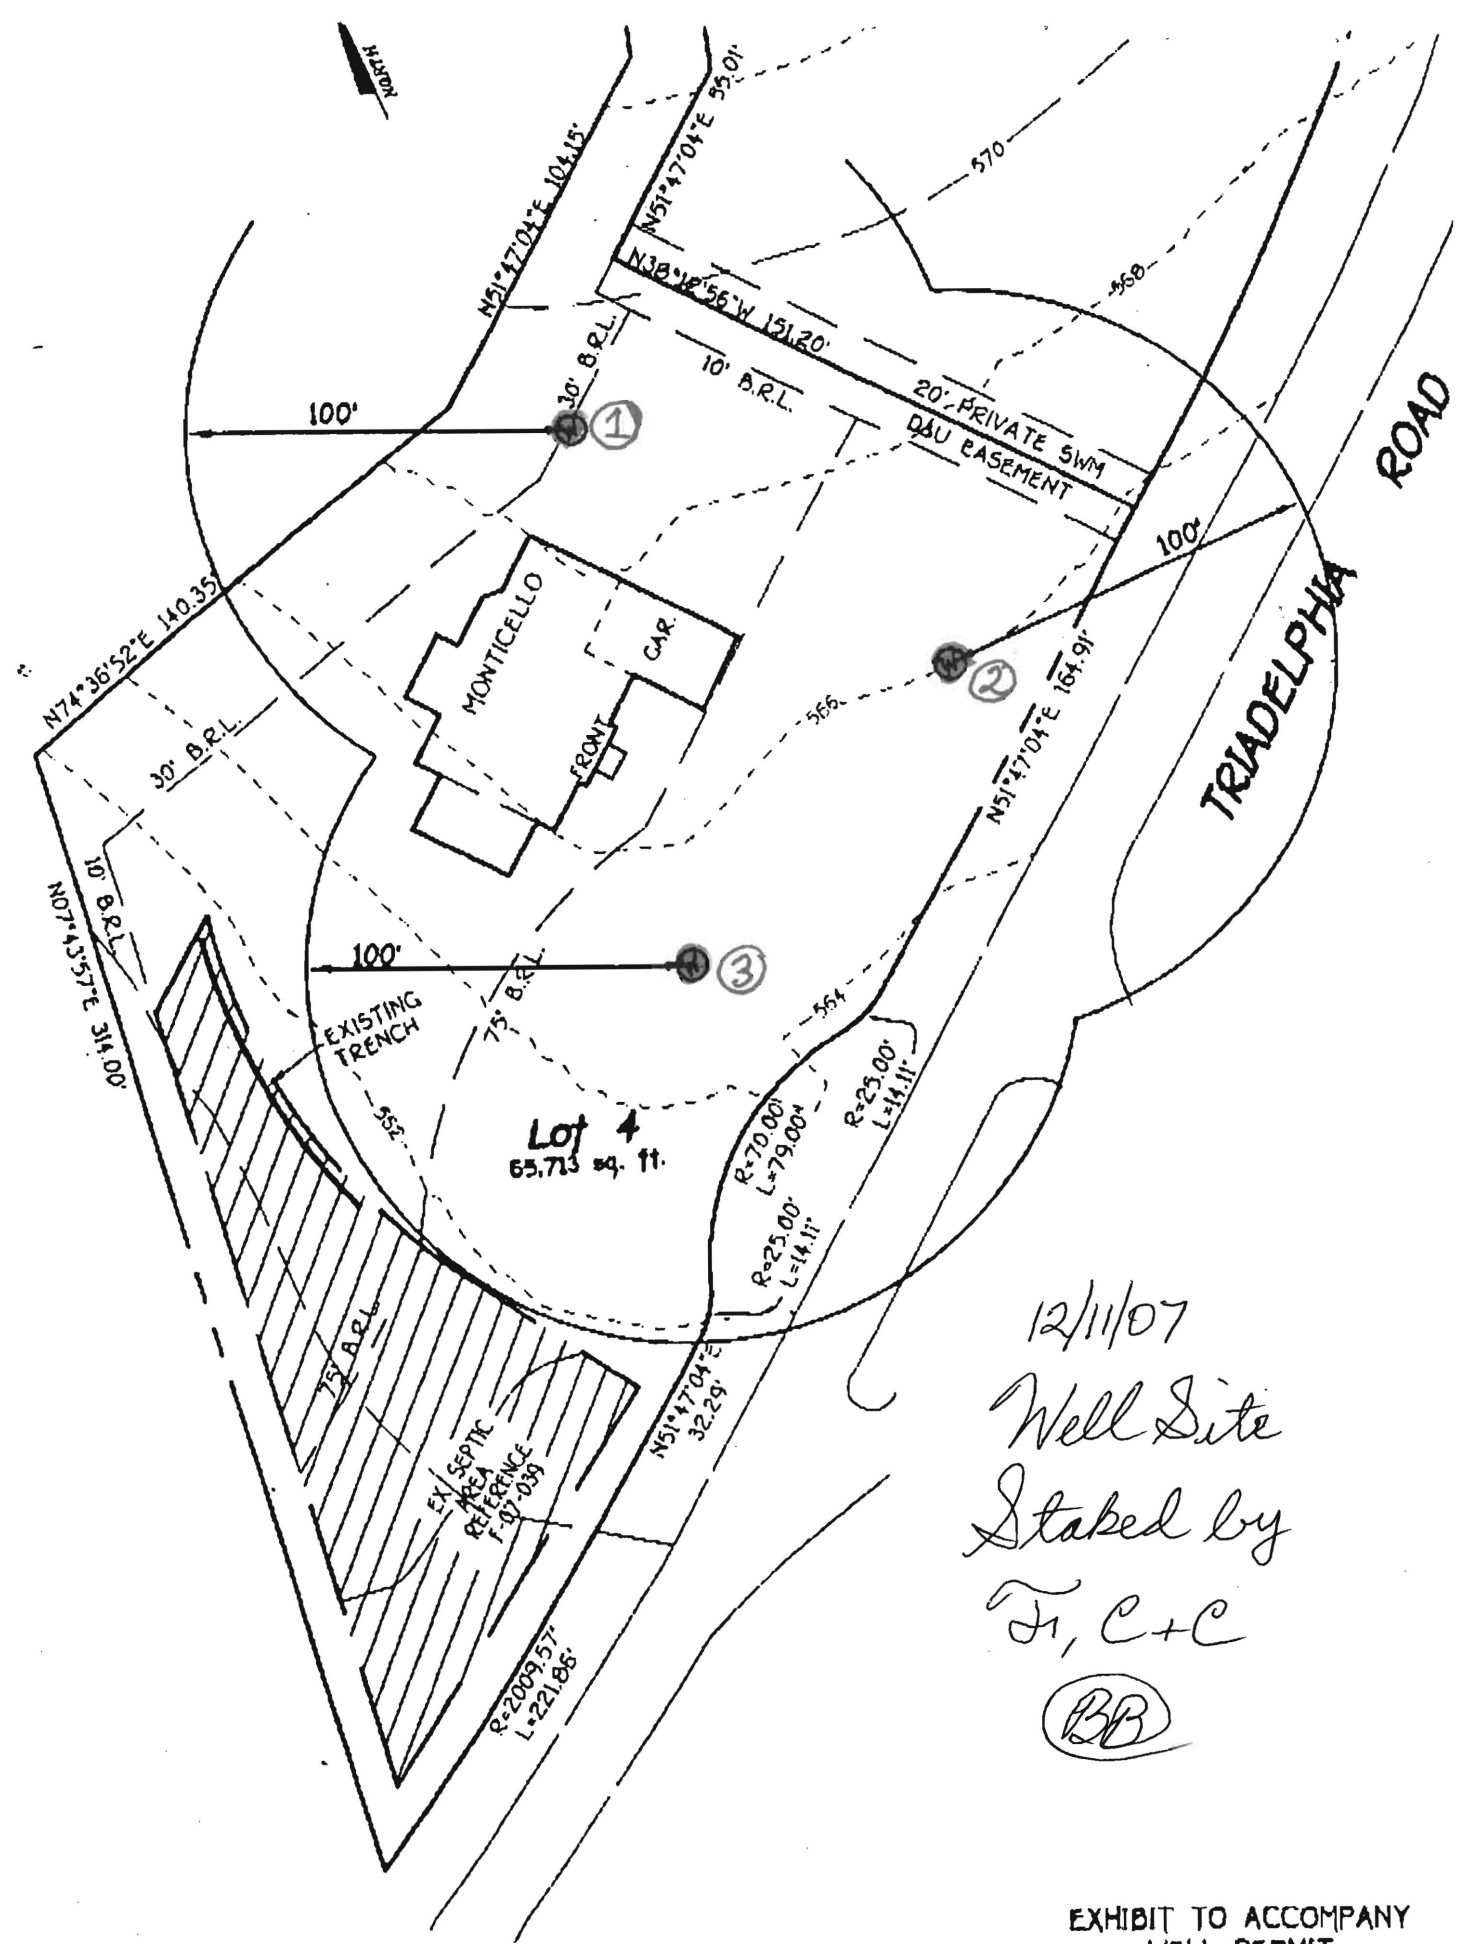 NORTH
N51°47'04"E 55.01'
N51°47'04"E 104.15'
570
568
N38°12'56"W 151.20'
10' B.R.L.
30' B.R.L.
20' PRIVATE SWM
D&U EASEMENT
100'
W
1
ROAD
100'
TRIADELPHIA
W
2
N51°47'04"E 164.91'
MONTICELLO
GAR.
FRONT
566
N74°36'52"E 140.35'
30' B.R.L.
10' B.R.L.
N07°43'57"E 314.00'
100'
W
3
75' B.R.L.
564
EXISTING
TRENCH
552
Lot 4
65,713 sq. ft.
R=25.00'
L=14.11'
R=70.00'
L=79.00'
R=25.00'
L=14.11'
75' B.R.L.
N51°47'04"E
32.29'
EX. SEPTIC
AREA
REFERENCE
F-07-039
R=2009.57'
L=221.86'
12/11/07
Well Site
Staked by
C+C
BB
EXHIBIT TO ACCOMPANY
WELL PERMIT